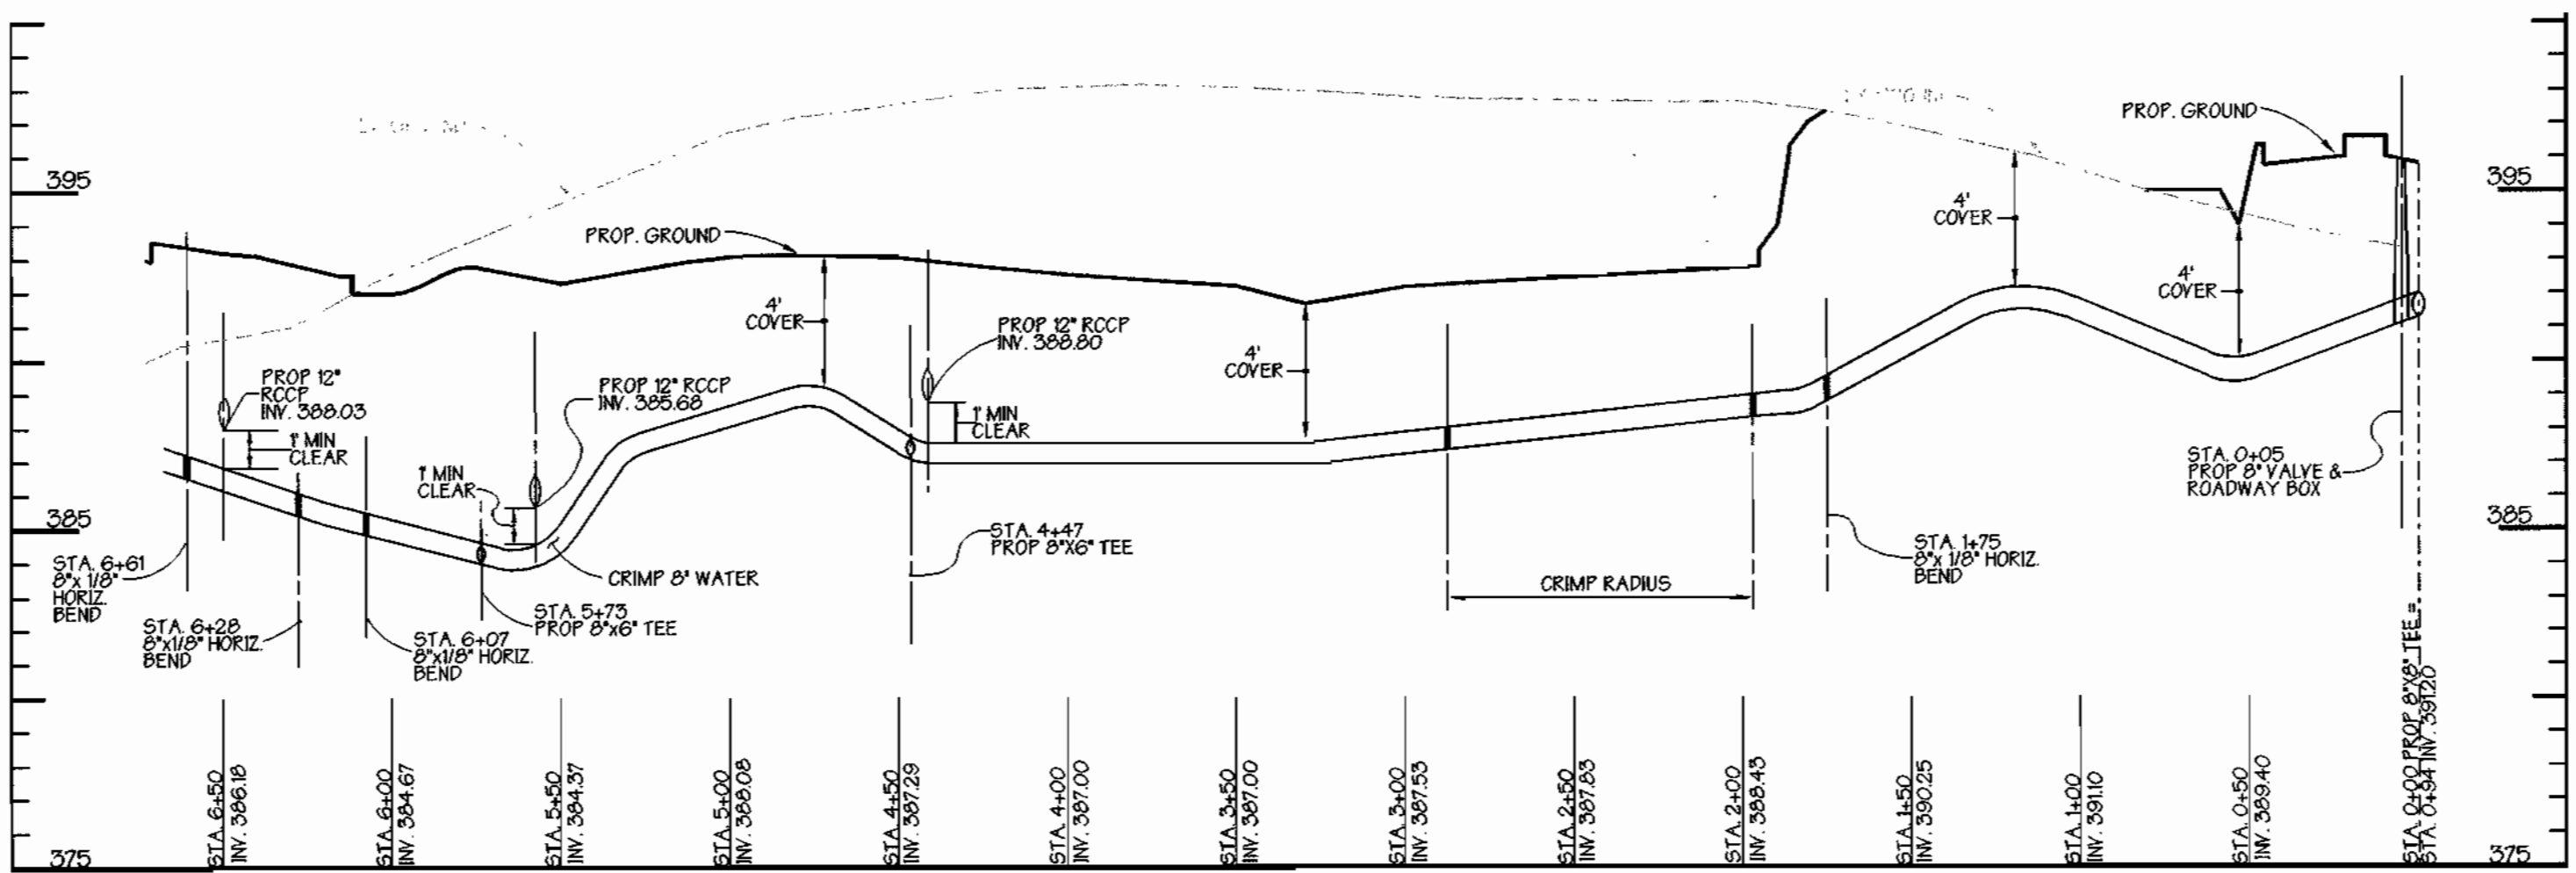 395
395
PROP. GROUND
PROP. GROUND
4'
COVER
4'
COVER
4'
COVER
4'
COVER
PROP 12" RCCP
INV. 388.80
PROP 12"
RCCP
INV. 388.03
PROP 12" RCCP
INV. 385.68
1' MIN
CLEAR
1' MIN
CLEAR
1' MIN
CLEAR
STA. 0+05
PROP 8" VALVE &
ROADWAY BOX
385
385
STA. 6+61
8"x 1/8"
HORIZ.
BEND
STA. 6+28
8"x1/8" HORIZ.
BEND
STA. 6+07
8"x1/8" HORIZ.
BEND
STA. 5+73
PROP 8"x6" TEE
CRIMP 8" WATER
STA. 4+47
PROP 8"X6" TEE
CRIMP RADIUS
STA. 1+75
8"x 1/8" HORIZ.
BEND
STA. 6+50
INV. 386.18
STA. 6+00
INV. 384.67
STA. 5+50
INV. 384.37
STA. 5+00
INV. 388.08
STA. 4+50
INV. 387.29
STA. 4+00
INV. 387.00
STA. 3+50
INV. 387.00
STA. 3+00
INV. 387.53
STA. 2+50
INV. 387.83
STA. 2+00
INV. 388.43
STA. 1+50
INV. 390.25
STA. 1+00
INV. 391.10
STA. 0+50
INV. 389.40
STA. 0+00 PROP 8"X8" TEE =
STA. 0+94 INV. 391.20
375
375